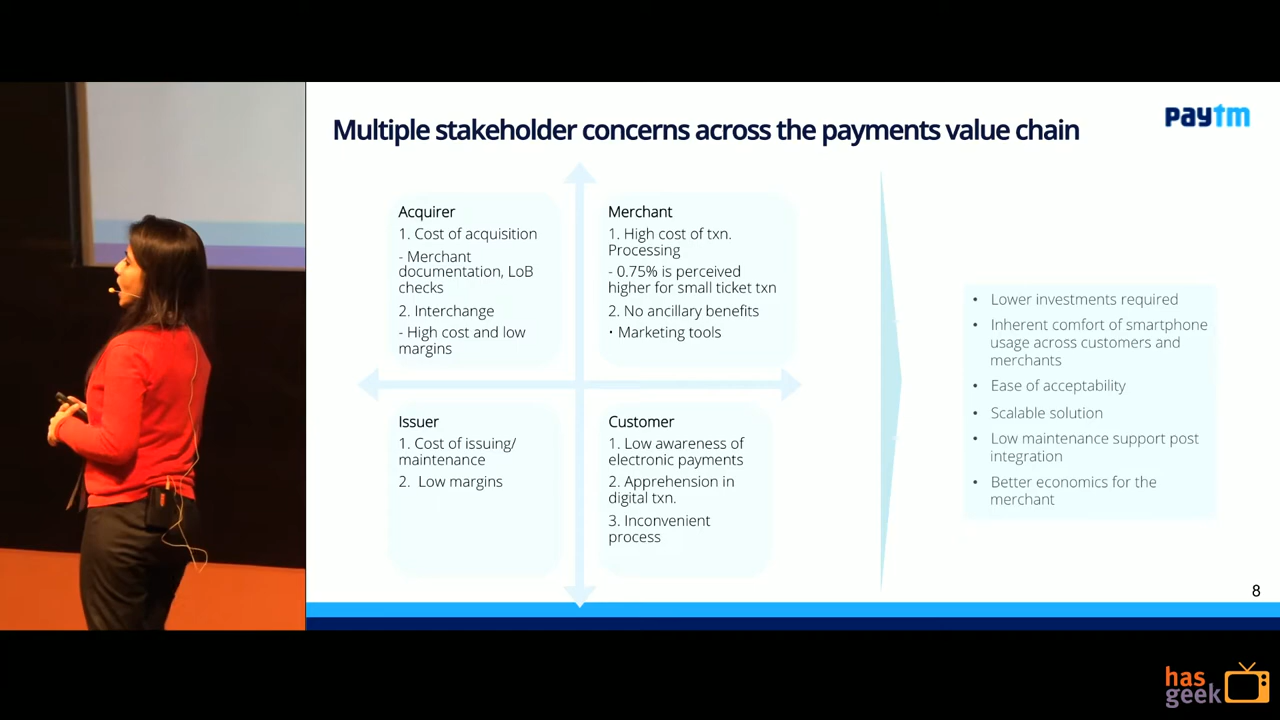 Multiple stakeholder concerns across the payments value chain
paytm
Acquirer
1. Cost of acquisition
- Merchant
documentation, LoB
checks
2. Interchange
- High cost and low
margins
Merchant
1. High cost of txn.
Processing
- 0.75% is perceived
higher for small ticket txn
2. No ancillary benefits
• Marketing tools
Issuer
1. Cost of issuing/
maintenance
2. Low margins
Customer
1. Low awareness of
electronic payments
2. Apprehension in
digital txn.
3. Inconvenient
process
• Lower investments required
• Inherent comfort of smartphone
usage across customers and
merchants
• Ease of acceptability
• Scalable solution
• Low maintenance support post
integration
• Better economics for the
merchant
8
has
geek